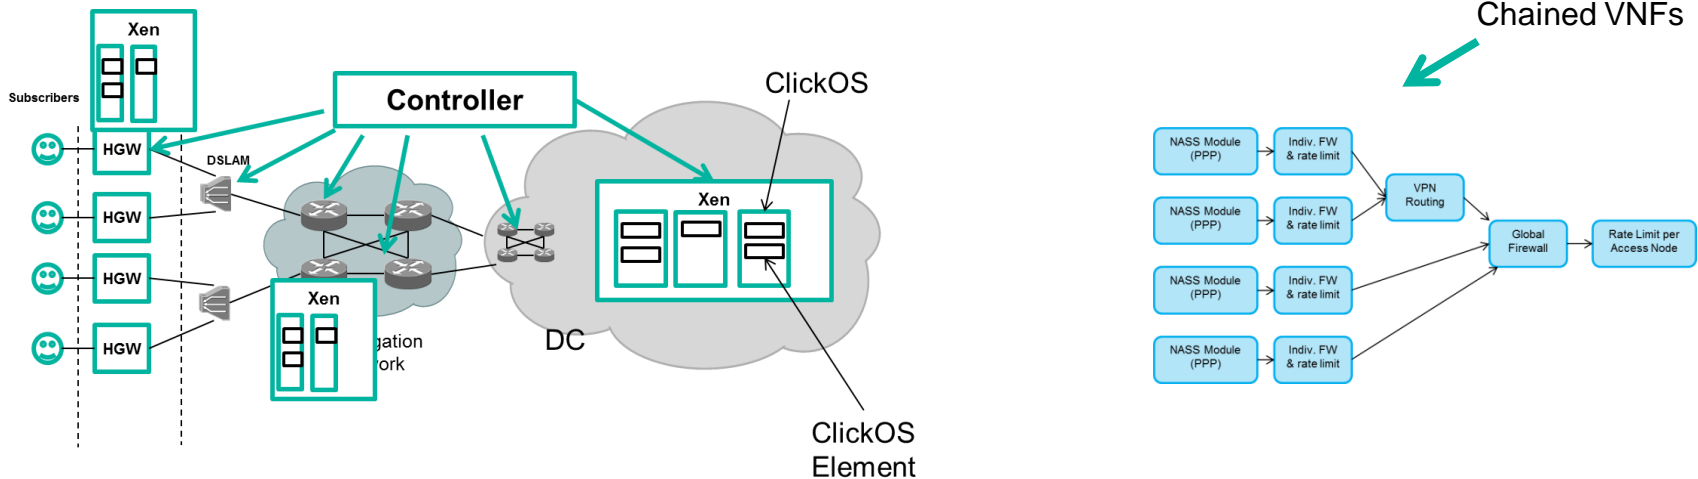 Xen
Subscribers
Controller
ClickOS
HGW
DSLAM
HGW
HGW
HGW
Xen
Xen
gation
ork
DC
ClickOS
Element
Chained VNFs
NASS Module
(PPP)
Indiv. FW
& rate limit
VPN
Routing
NASS Module
(PPP)
Indiv. FW
& rate limit
Global
Firewall
Rate Limit per
Access Node
NASS Module
(PPP)
Indiv. FW
& rate limit
NASS Module
(PPP)
Indiv. FW
& rate limit